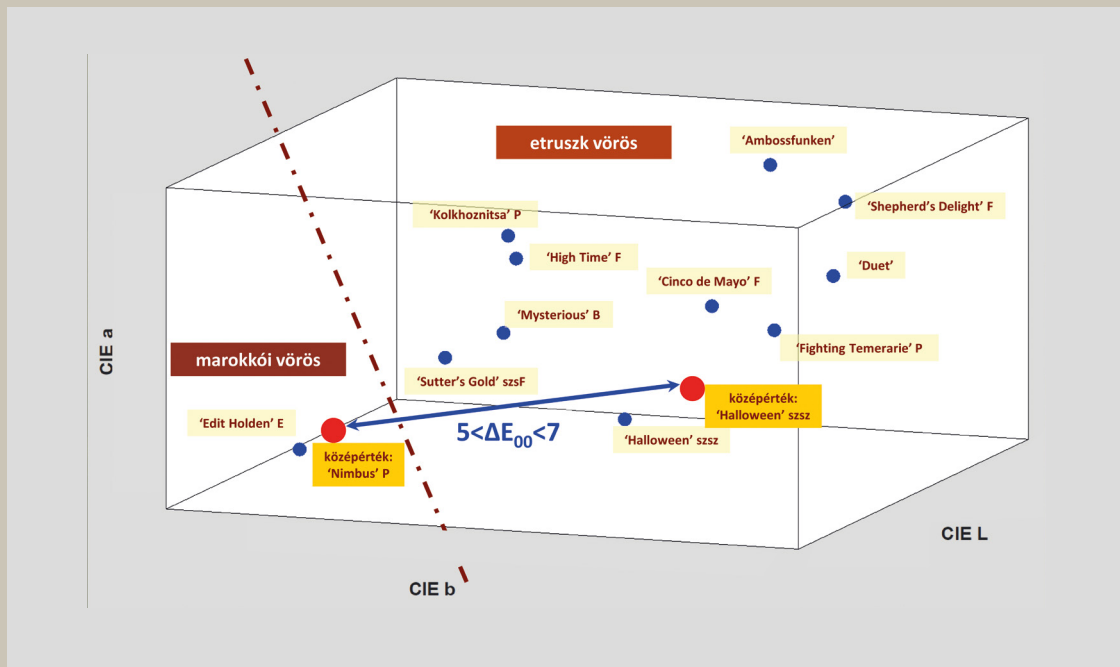 etruszk vörös
‘Ambossfunken’
‘Shepherd’s Delight’ F
‘Kolkhoznitsa’ P
‘High Time’ F
‘Duet’
‘Cinco de Mayo’ F
‘Mysterious’ B
‘Fighting Temerarie’ P
CIE a
marokkói vörös
‘Sutter’s Gold’ szsF
középérték:
‘Halloween’ szsz
‘Edit Holden’ E
5<ΔE00<7
‘Halloween’ szsz
középérték:
‘Nimbus’ P
CIE L
CIE b